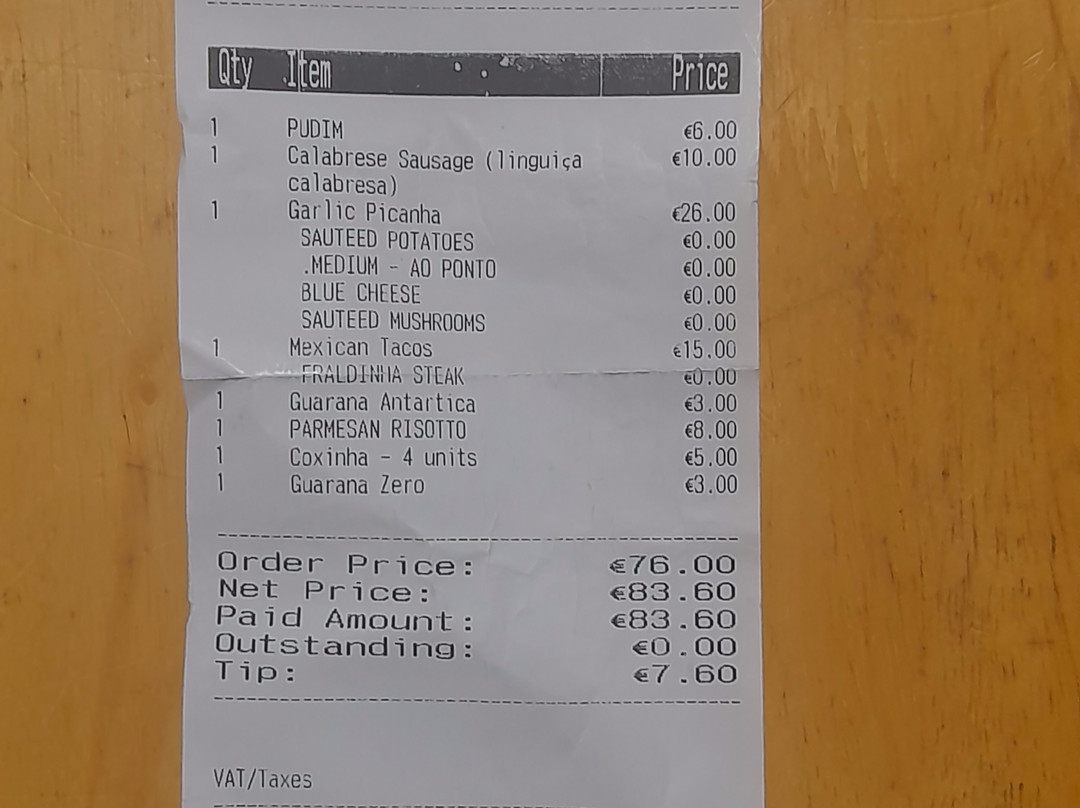 Qty Item Price
1 PUDIM €6.00
1 Calabrese Sausage (linguiça €10.00
calabresa)
1 Garlic Picanha €26.00
SAUTEED POTATOES €0.00
.MEDIUM - AO PONTO €0.00
BLUE CHEESE €0.00
SAUTEED MUSHROOMS €0.00
1 Mexican Tacos €15.00
FRALDINHA STEAK €0.00
1 Guarana Antartica €3.00
1 PARMESAN RISOTTO €8.00
1 Coxinha - 4 units €5.00
1 Guarana Zero €3.00
Order Price: €76.00
Net Price: €83.60
Paid Amount: €83.60
Outstanding: €0.00
Tip: €7.60
VAT/Taxes